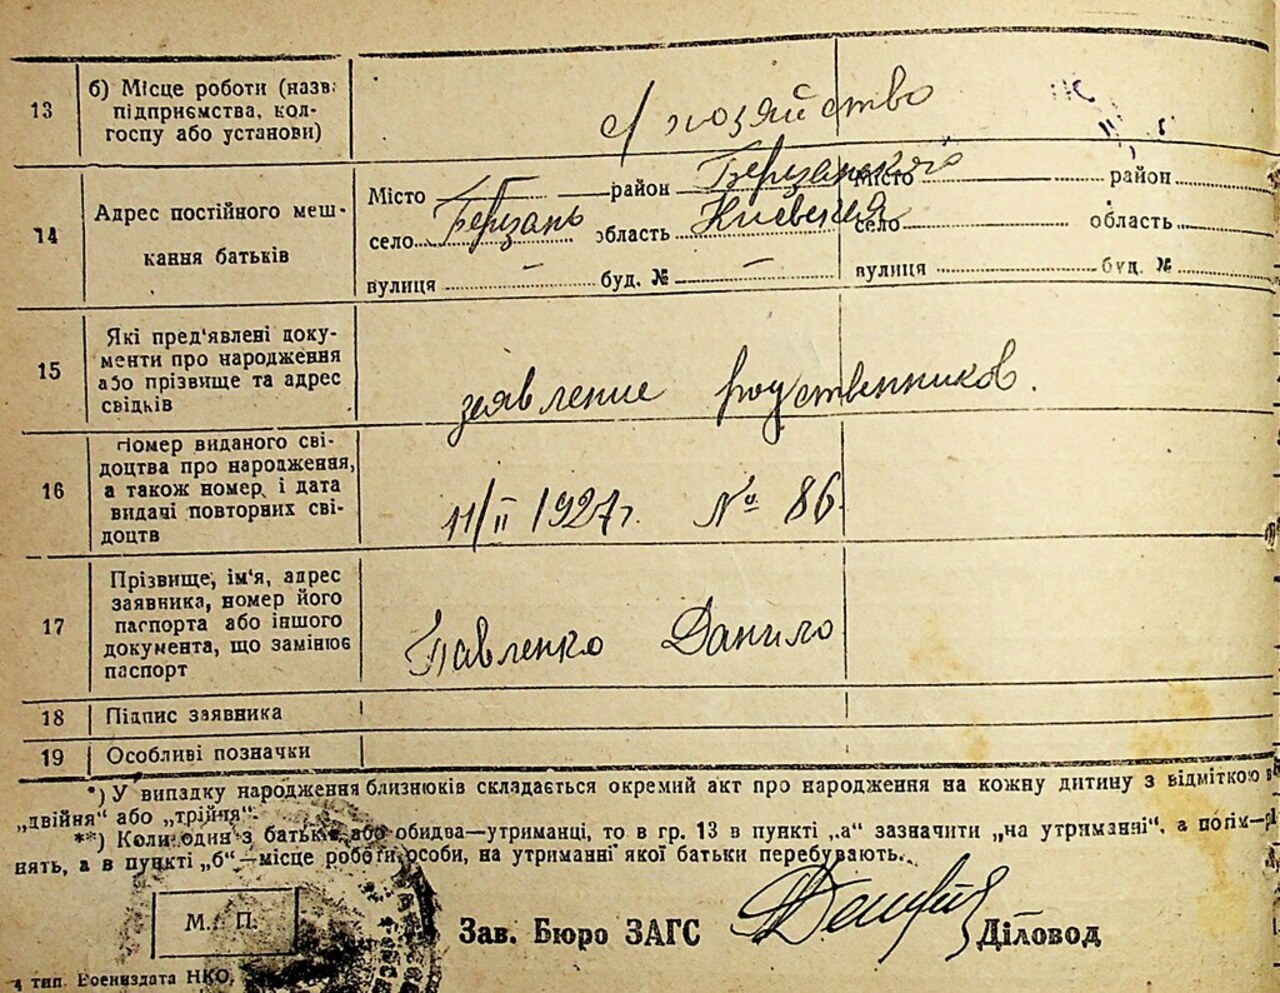 13
б) Місце роботи (назв.
підприємства, кол-
госпу або установи)
с/хозяйство
14
Адрес постійного меш-
кання батьків
Місто — район Березанского
село Березань область Киевская
вулиця — буд. № —
Місто район
село область
вулиця буд. №
15
Які пред'явлені доку-
менти про народження
або прізвище та адрес
свідків
заявление родственников.
16
Номер виданого сві-
доцтва про народження,
а також номер і дата
видачі повторних сві-
доцтв
11/II 1927г. № 86.
17
Прізвище, ім'я, адрес
заявника, номер його
паспорта або іншого
документа, що замінює
паспорт
Павленко Данило
18 Підпис заявника
19 Особливі позначки
*) У випадку народження близнюків складається окремий акт про народження на кожну дитину з відміткою
„двійня“ або „трійня“.
**) Коли один з батьків або обидва—утриманці, то в гр. 13 в пункті „а“ зазначити „на утриманні“, а
нять, а в пункті „б“—місце роботи особи, на утриманні якої батьки перебувають.
М. П.
Зав. Бюро ЗАГС Діловод
тип. Воениздата НКО,